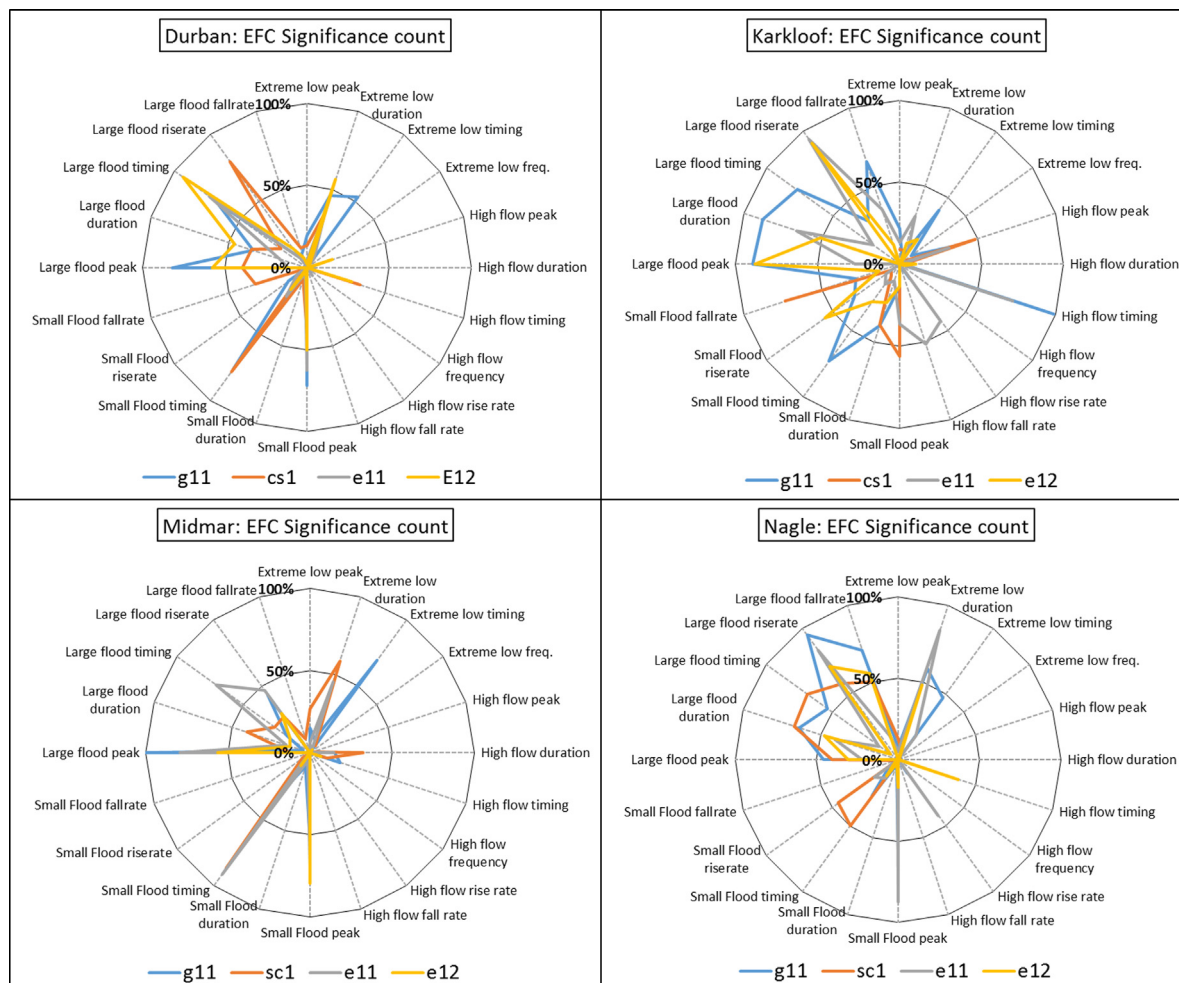 Durban: EFC Significance count
Extreme low peak
100%
Extreme low
duration
Extreme low timing
Extreme low freq.
High flow peak
High flow duration
High flow timing
High flow
frequency
High flow rise rate
High flow fall rate
Small Flood peak
Small Flood
duration
Small Flood timing
Small Flood
riserate
Small Flood fallrate
Large flood peak
Large flood
duration
Large flood timing
Large flood riserate
Large flood fallrate
50%
0%
g11 cs1 e11 E12
Karkloof: EFC Significance count
Extreme low peak
100%
Extreme low
duration
Extreme low timing
Extreme low freq.
High flow peak
High flow duration
High flow timing
High flow
frequency
High flow rise rate
High flow fall rate
Small Flood peak
Small Flood
duration
Small Flood timing
Small Flood
riserate
Small Flood fallrate
Large flood peak
Large flood
duration
Large flood timing
Large flood riserate
Large flood fallrate
50%
0%
g11 cs1 e11 e12
Midmar: EFC Significance count
Extreme low peak
100%
Extreme low
duration
Extreme low timing
Extreme low freq.
High flow peak
High flow duration
High flow timing
High flow
frequency
High flow rise rate
High flow fall rate
Small Flood peak
Small Flood
duration
Small Flood timing
Small Flood riserate
Small Flood fallrate
Large flood peak
Large flood
duration
Large flood timing
Large flood riserate
Large flood fallrate
50%
0%
g11 sc1 e11 e12
Nagle: EFC Significance count
Extreme low peak
100%
Extreme low
duration
Extreme low timing
Extreme low freq.
High flow peak
High flow duration
High flow timing
High flow
frequency
High flow rise rate
High flow fall rate
Small Flood peak
Small Flood
duration
Small Flood timing
Small Flood
riserate
Small Flood fallrate
Large flood peak
Large flood
duration
Large flood timing
Large flood riserate
Large flood fallrate
50%
0%
g11 sc1 e11 e12